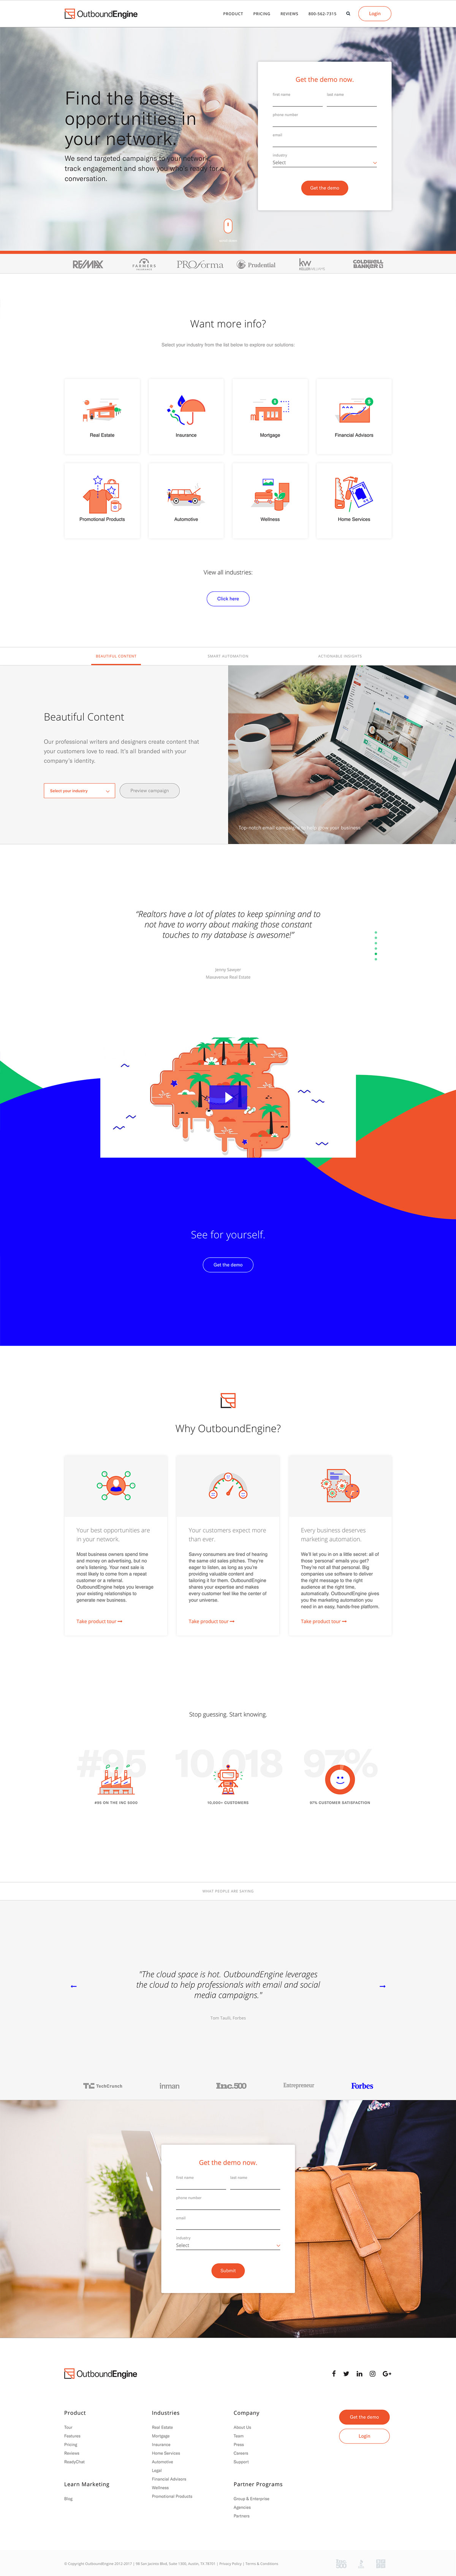 OutboundEngine
PRODUCT PRICING REVIEWS 800-562-7315 Login
Find the best
opportunities in
your network.
We send targeted campaigns to your network,
track engagement and show you who's ready for a
conversation.
Get the demo now.
first name last name
phone number
email
industry
Select
Get the demo
RE/MAX FARMERS INSURANCE PROforma Prudential kw KELLERWILLIAMS COLDWELL BANKER
Want more info?
Select your industry from the list below to explore our solutions:
Real Estate Insurance Mortgage Financial Advisors
Promotional Products Automotive Wellness Home Services
View all industries:
Click here
BEAUTIFUL CONTENT SMART AUTOMATION ACTIONABLE INSIGHTS
Beautiful Content
Our professional writers and designers create content that
your customers love to read. It's all branded with your
company's identity.
Select your industry Preview campaign
Top-notch email campaigns to help grow your business.
“Realtors have a lot of plates to keep spinning and to
not have to worry about making those constant
touches to my database is awesome!”
Jenny Sawyer
Vilacarenos Real Estate
See for yourself.
Get the demo
Why OutboundEngine?
Your best opportunities are
in your network.
Most business owners spend time
and money on advertising, but no
one's listening. Your next sale is
most likely to come from a repeat
customer or a referral.
OutboundEngine helps you leverage
your existing relationships to
generate new business.
Take product tour
Your customers expect more
than ever.
Savvy consumers are tired of hearing
the same old sales pitches. They're
eager to listen, as long as you're
providing valuable content and
tailoring it for them. OutboundEngine
shares your expertise and makes
every customer feel like the center of
your universe.
Take product tour
Every business deserves
marketing automation.
We'll let you in on a little secret: all of
those 'personal' emails you get?
They're not all that personal. Big
companies use software to deliver
the right message to the right
audience at the right time,
automatically. OutboundEngine gives
you the marketing automation you
need in an easy, hands-free platform.
Take product tour
Stop guessing. Start knowing.
#95 10,018 97%
#95 ON THE INC 5000 10,000+ CUSTOMERS 97% CUSTOMER SATISFACTION
WHAT PEOPLE ARE SAYING
"The cloud space is hot. OutboundEngine leverages
the cloud to help professionals with email and social
media campaigns."
Tom Taulli, Forbes
TC TechCrunch inman Inc.500 Entrepreneur Forbes
Get the demo now.
first name last name
phone number
email
industry
Select
Submit
OutboundEngine
Product
Tour
Features
Pricing
Reviews
ReadyChat
Learn Marketing
Blog
Industries
Real Estate
Mortgage
Insurance
Home Services
Automotive
Legal
Financial Advisors
Wellness
Promotional Products
Company
About Us
Team
Press
Careers
Support
Partner Programs
Group & Enterprise
Agencies
Partners
Get the demo
Login
© Copyright OutboundEngine 2012-2017 | 98 San Jacinto Blvd, Suite 1300, Austin, TX 78701 | Privacy Policy | Terms & Conditions